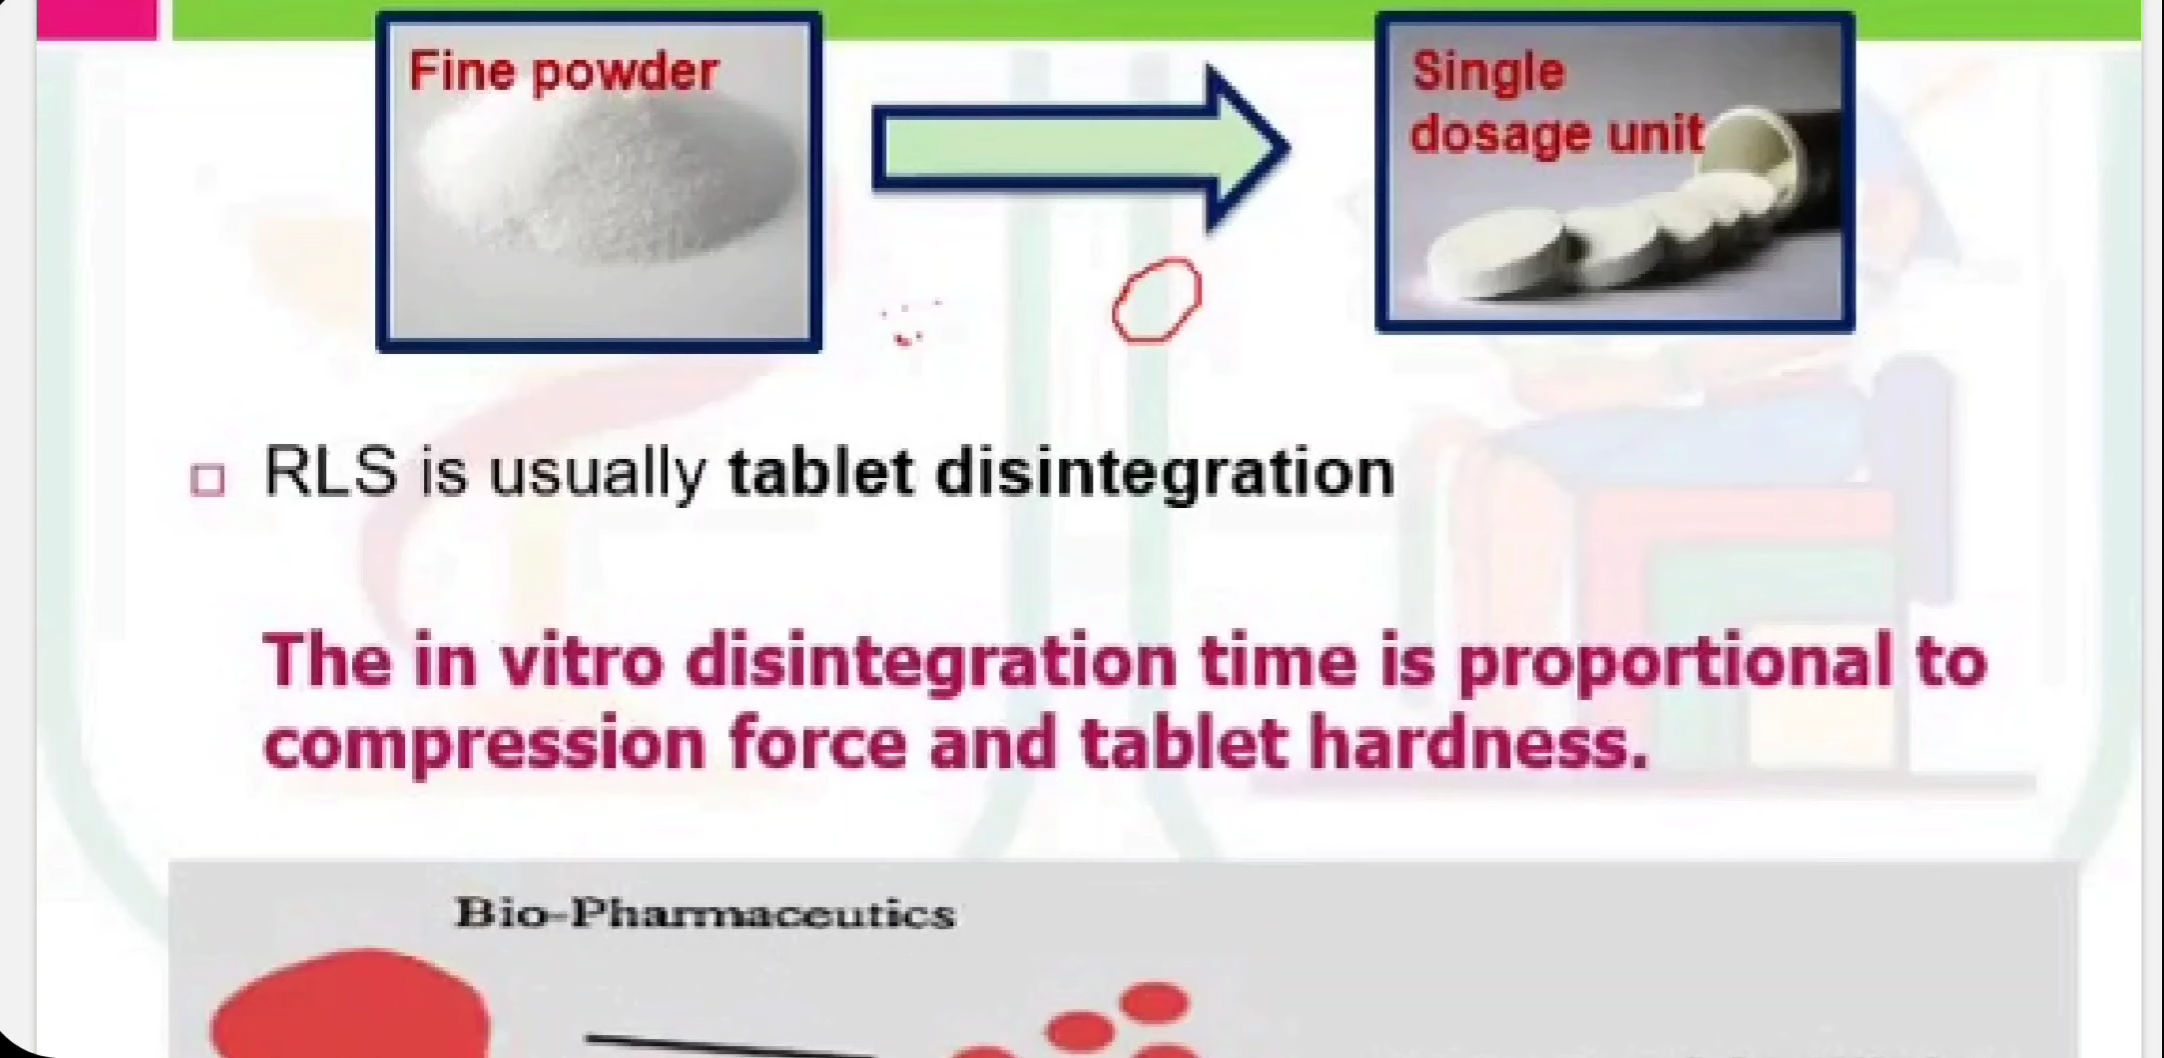 Fine powder
Single
dosage unit
RLS is usually tablet disintegration
The in vitro disintegration time is proportional to
compression force and tablet hardness.
Bio-Pharmaceutics